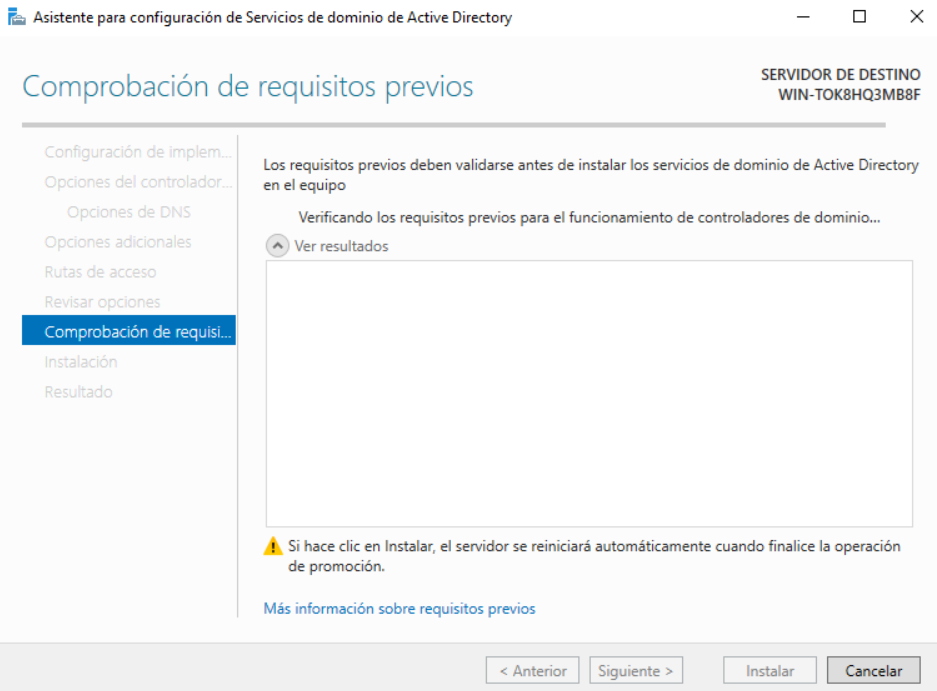 Asistente para configuración de Servicios de dominio de Active Directory
Comprobación de requisitos previos
SERVIDOR DE DESTINO
WIN-TOK8HQ3MB8F
Configuración de implem...
Opciones del controlador...
Opciones de DNS
Opciones adicionales
Rutas de acceso
Revisar opciones
Comprobación de requisi...
Instalación
Resultado
Los requisitos previos deben validarse antes de instalar los servicios de dominio de Active Directory
en el equipo
Verificando los requisitos previos para el funcionamiento de controladores de dominio...
Ver resultados
Si hace clic en Instalar, el servidor se reiniciará automáticamente cuando finalice la operación
de promoción.
Más información sobre requisitos previos
< Anterior
Siguiente >
Instalar
Cancelar